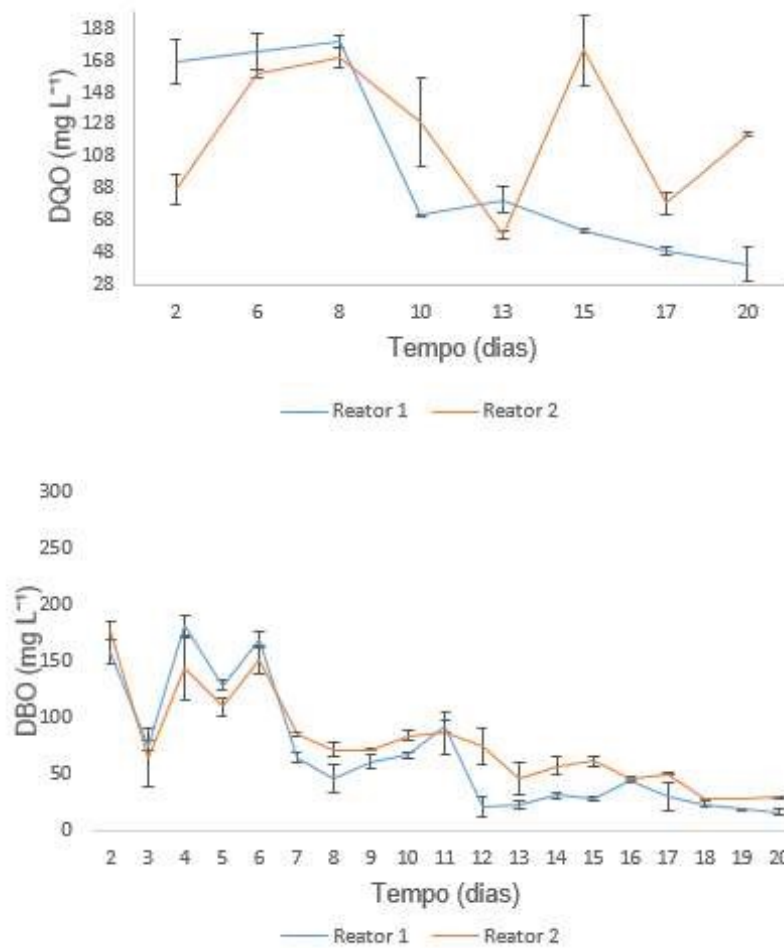 DQO (mg L⁻¹)
188
168
148
128
108
88
68
48
28
2 6 8 10 13 15 17 20
Tempo (dias)
Reator 1 Reator 2
DBO (mg L⁻¹)
300
250
200
150
100
50
0
2 3 4 5 6 7 8 9 10 11 12 13 14 15 16 17 18 19 20
Tempo (dias)
Reator 1 Reator 2